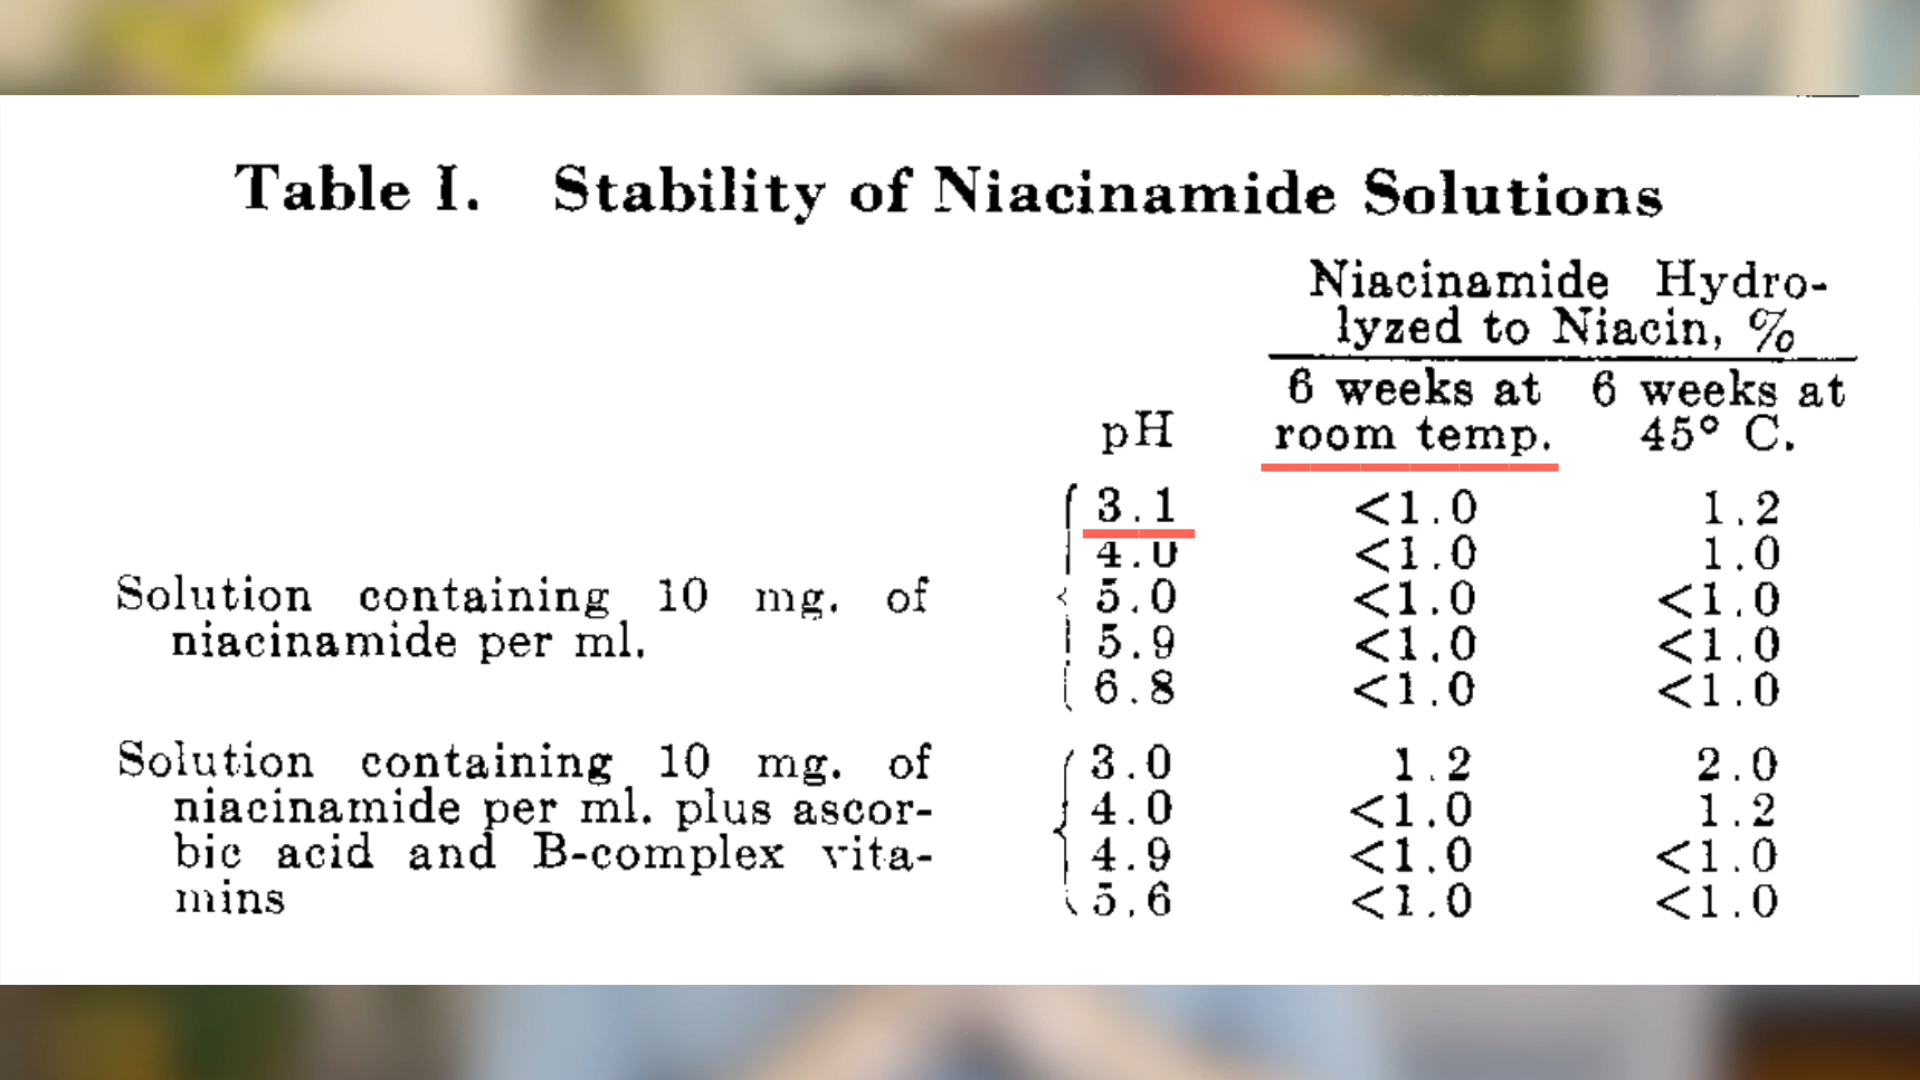 Table I. Stability of Niacinamide Solutions
Niacinamide Hydro-
lyzed to Niacin, %
6 weeks at 6 weeks at
pH room temp. 45° C.
3.1 <1.0 1.2
4.0 <1.0 1.0
Solution containing 10 mg. of 5.0 <1.0 <1.0
niacinamide per ml. 5.9 <1.0 <1.0
6.8 <1.0 <1.0
Solution containing 10 mg. of 3.0 1.2 2.0
niacinamide per ml. plus ascor- 4.0 <1.0 1.2
bic acid and B-complex vita- 4.9 <1.0 <1.0
mins 5.6 <1.0 <1.0